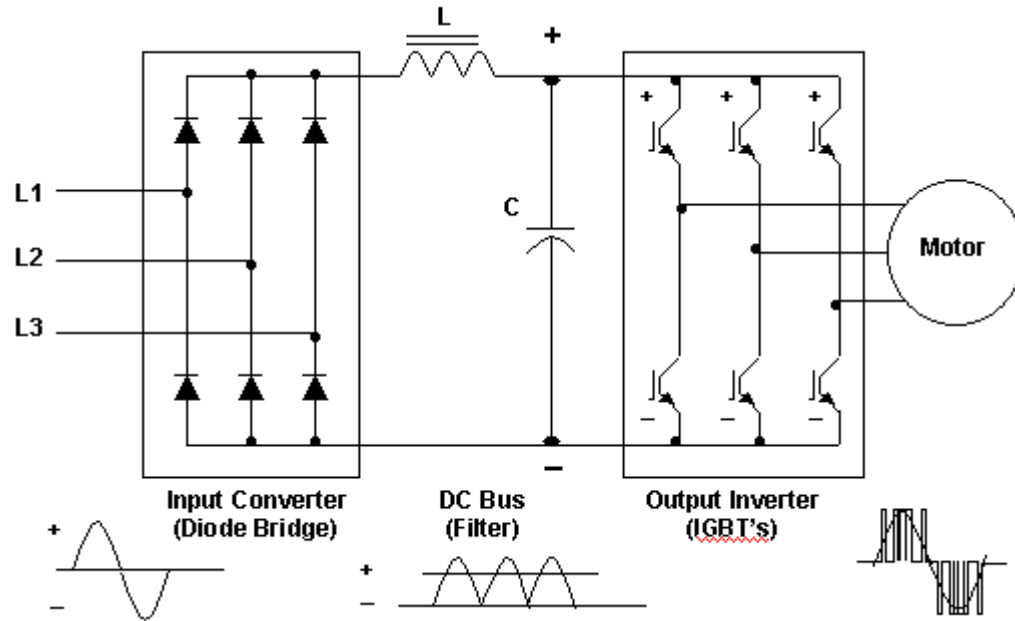 L
+
+
+
+
L1
C
L2
Motor
L3
–
–
–
–
Input Converter
(Diode Bridge)
DC Bus
(Filter)
Output Inverter
(IGBT's)
+
–
+
–